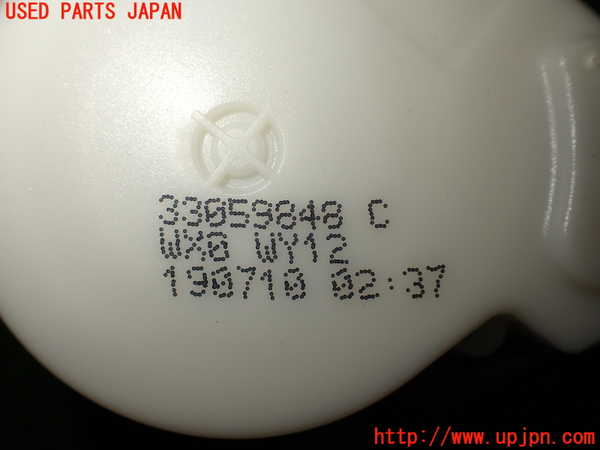 USED PARTS JAPAN
33059848 C
WX0 WY12
190710 02:37
http://www.upjpn.com/